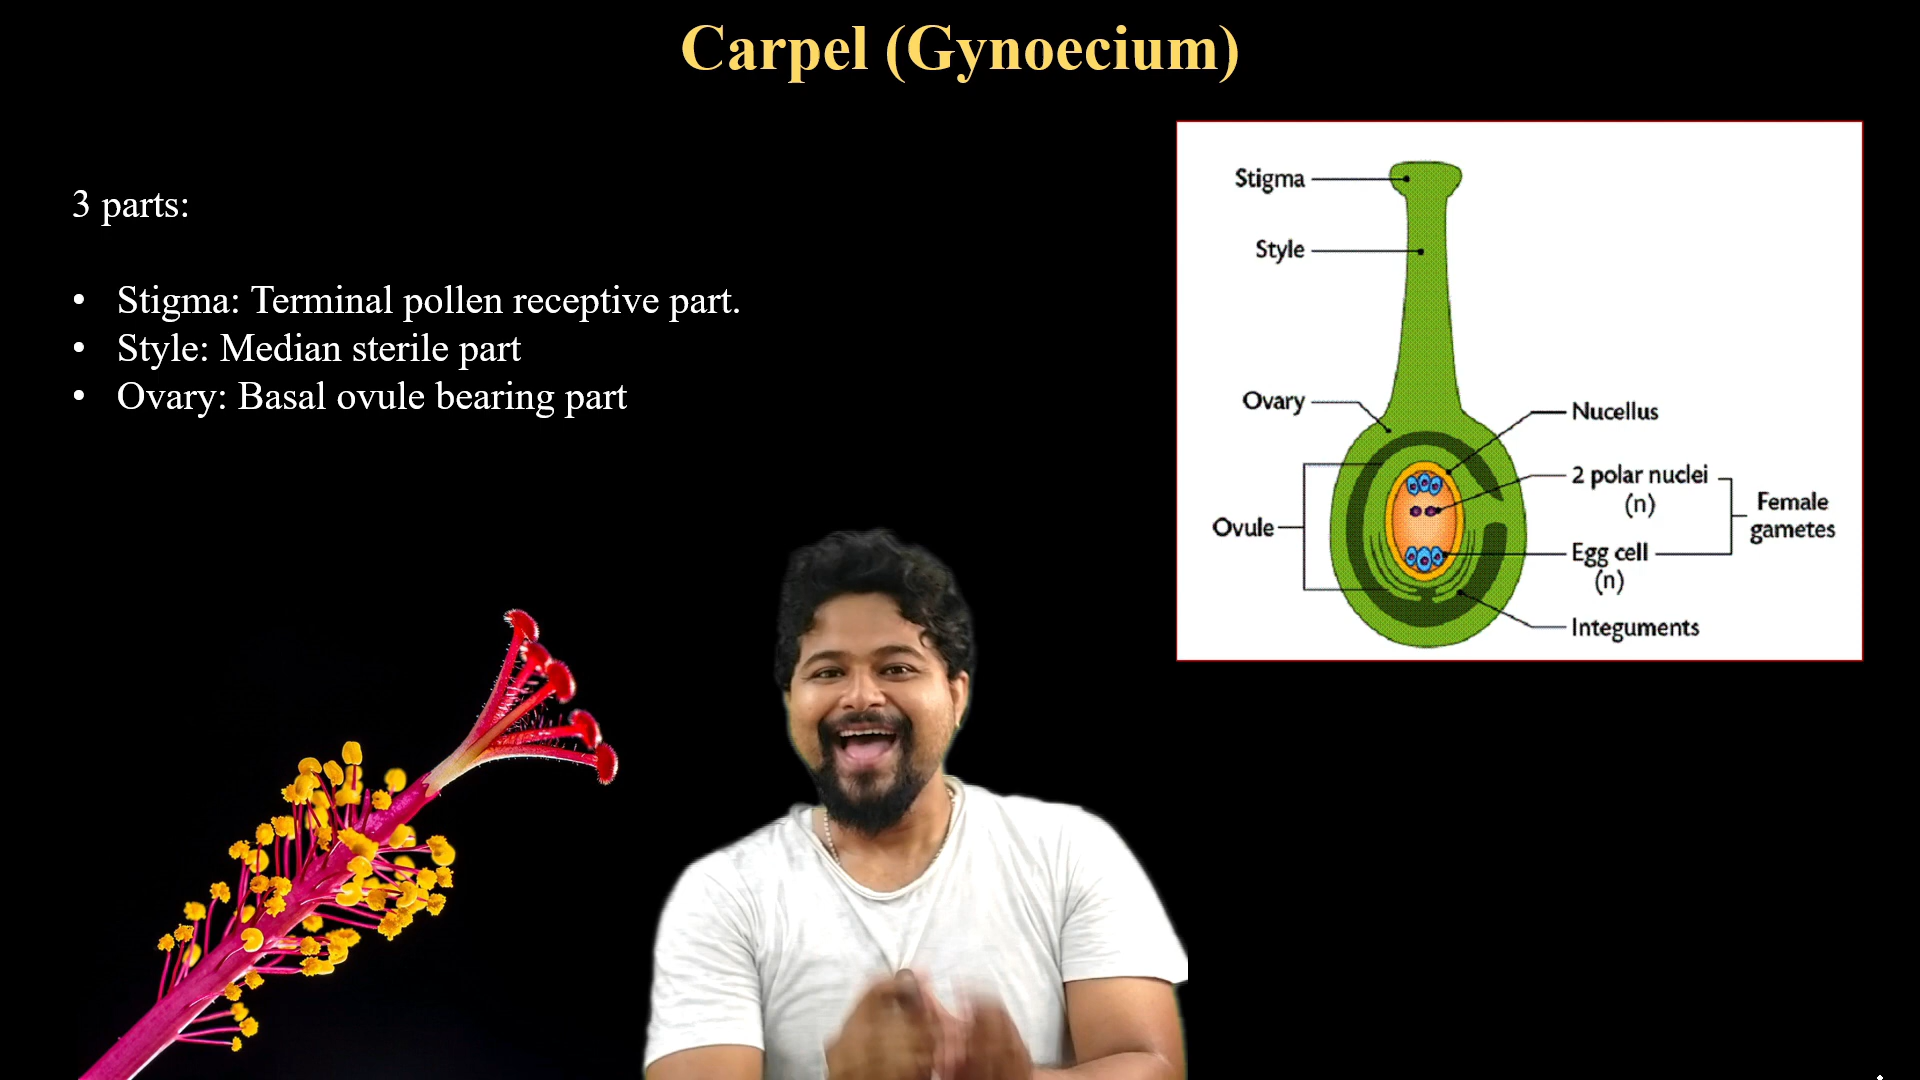 Carpel (Gynoecium)
3 parts:
• Stigma: Terminal pollen receptive part.
• Style: Median sterile part
• Ovary: Basal ovule bearing part
Stigma
Style
Ovary
Ovule
Nucellus
2 polar nuclei
(n)
Egg cell
(n)
Female
gametes
Integuments